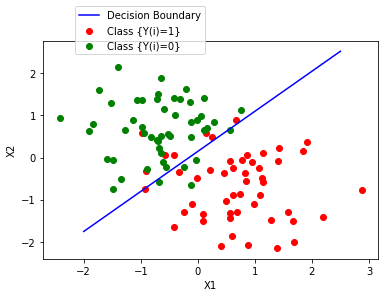 Decision Boundary
Class {Y(i)=1}
Class {Y(i)=0}
2
1
0
−1
−2
X2
−2
−1
0
1
2
3
X1